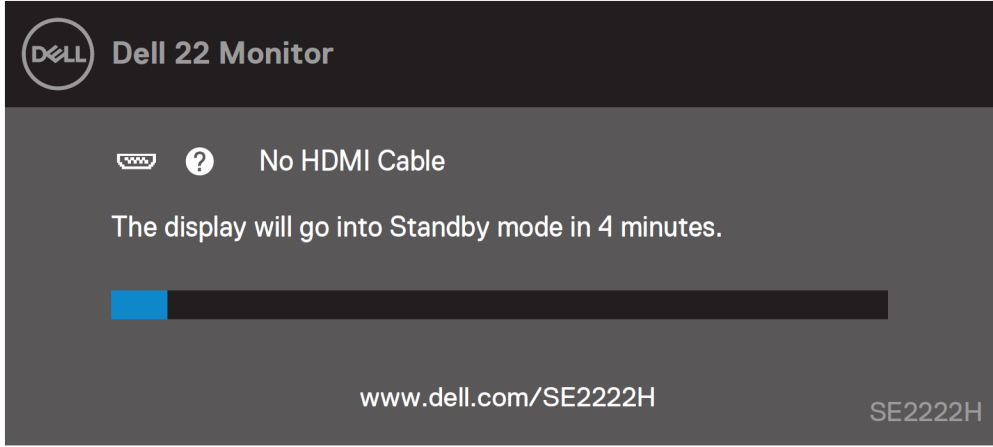 DELL Dell 22 Monitor
? No HDMI Cable
The display will go into Standby mode in 4 minutes.
www.dell.com/SE2222H
SE2222H